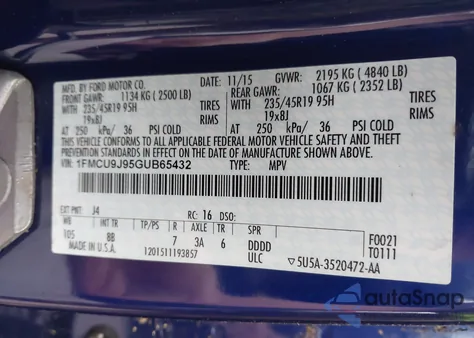 MFD. BY FORD MOTOR CO.
DATE: 11/15 GVWR: 2195 KG ( 4840 LB)
FRONT GAWR: 1134 KG ( 2500 LB) REAR GAWR: 1067 KG ( 2352 LB)
WITH 235/45R19 95H TIRES WITH 235/45R19 95H TIRES
19x8J RIMS 19x8J RIMS
AT 250 kPa/ 36 PSI COLD AT 250 kPa/ 36 PSI COLD
THIS VEHICLE CONFORMS TO ALL APPLICABLE FEDERAL MOTOR VEHICLE SAFETY AND THEFT PREVENTION STANDARDS IN EFFECT ON THE DATE OF MANUFACTURE SHOWN ABOVE.
VIN: 1FMCU9J95GUB65432 TYPE: MPV
EXT PNT J4 RC: 16 DSO:
WB INT TR TP/PS R AXLE TR SPR F0021
105 8B 7 3A 6 DDDD T0111
MADE IN U.S.A. 1201511193857 ULC 5U5A-3520472-AA
autoSnap